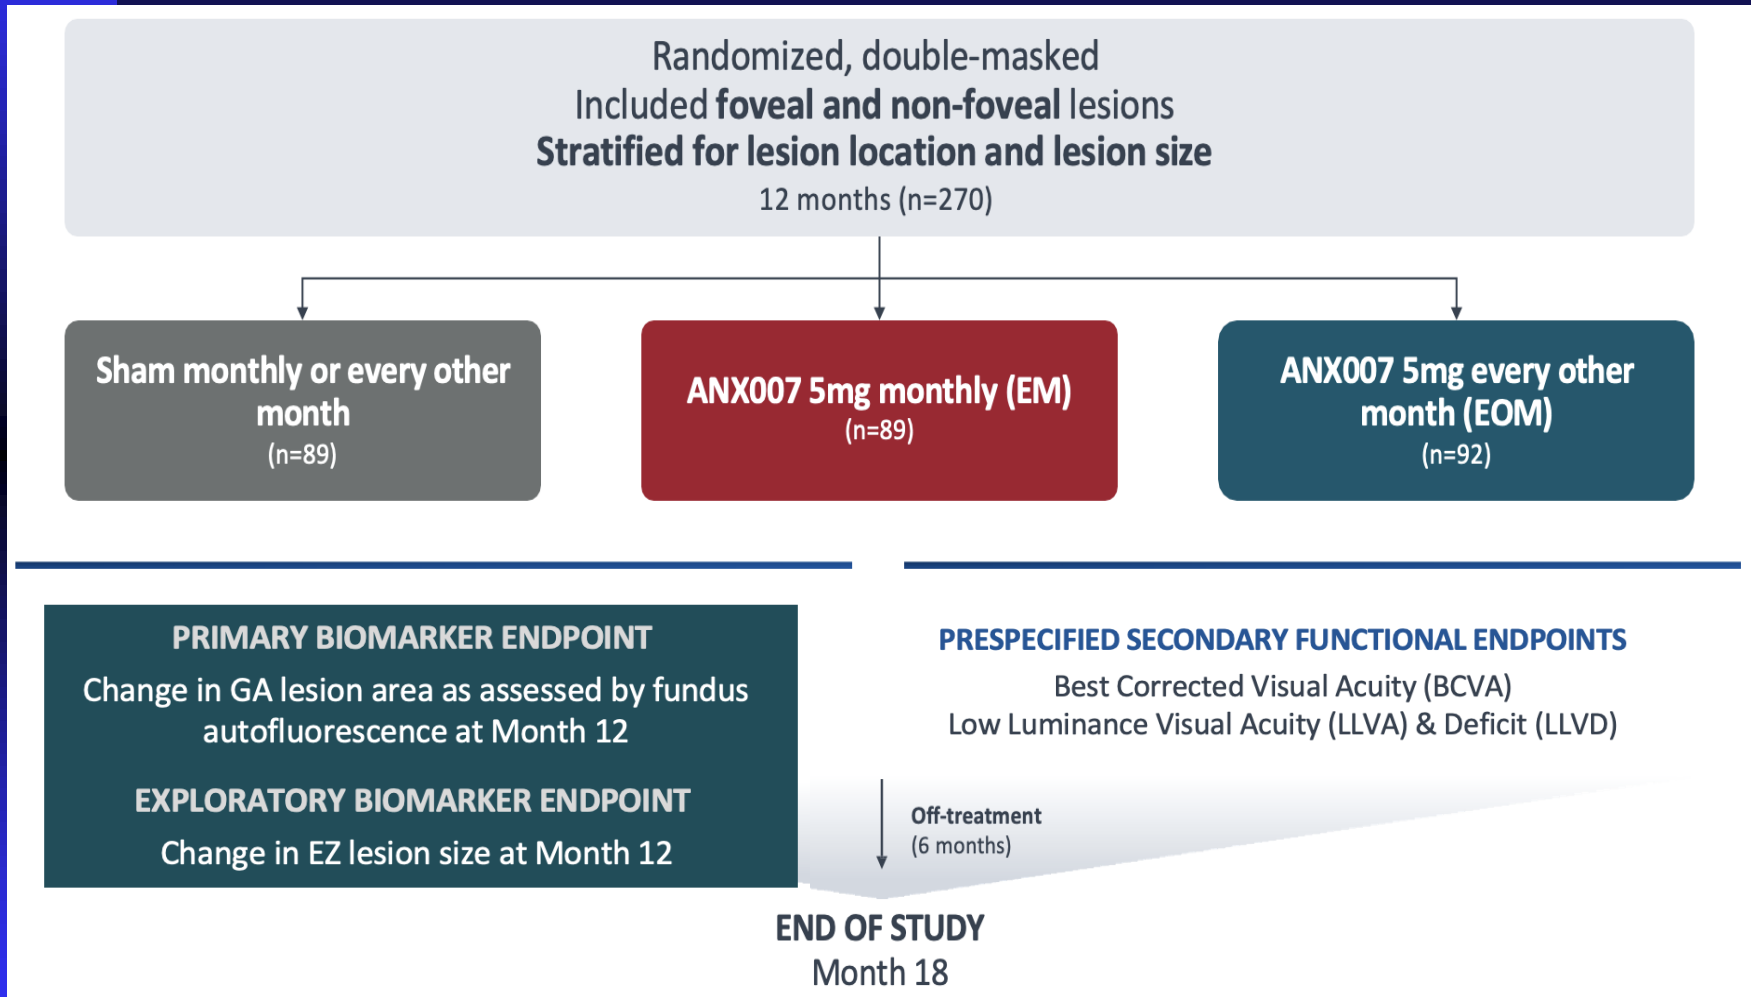 Randomized, double-masked
Included foveal and non-foveal lesions
Stratified for lesion location and lesion size
12 months (n=270)
Sham monthly or every other
month
(n=89)
ANX007 5mg monthly (EM)
(n=89)
ANX007 5mg every other
month (EOM)
(n=92)
PRIMARY BIOMARKER ENDPOINT
Change in GA lesion area as assessed by fundus
autofluorescence at Month 12
EXPLORATORY BIOMARKER ENDPOINT
Change in EZ lesion size at Month 12
PRESPECIFIED SECONDARY FUNCTIONAL ENDPOINTS
Best Corrected Visual Acuity (BCVA)
Low Luminance Visual Acuity (LLVA) & Deficit (LLVD)
Off-treatment
(6 months)
END OF STUDY
Month 18